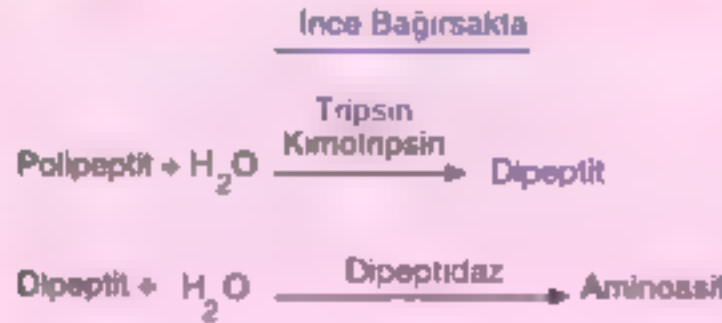 İnce Bağırsakta
Tripsin
Kimotripsin
Polipeptit + H2O → Dipeptit
Dipeptidaz
Dipeptit + H2O → Aminoasit